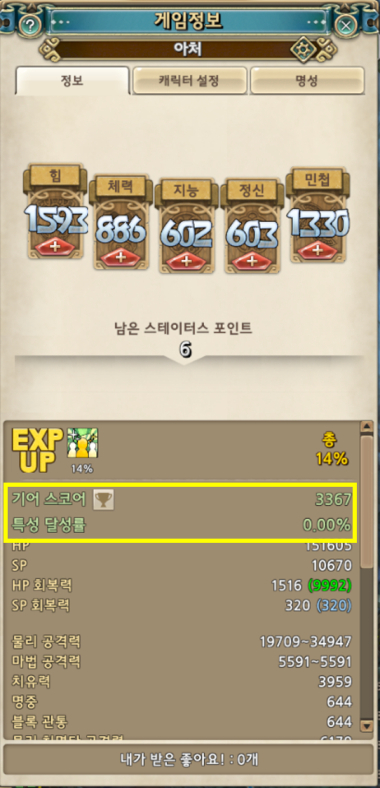 게임정보
아처
정보 캐릭터 설정 명성
힘 체력 지능 정신 민첩
1593 886 602 603 1330
남은 스테이터스 포인트
6
EXP UP 14% 총 14%
기어 스코어 3367
특성 달성률 0.00%
HP 151605
SP 10670
HP 회복력 1516 (9992)
SP 회복력 320 (320)
물리 공격력 19709~34947
마법 공격력 5591~5591
치유력 3959
명중 644
블록 관통 644
내가 받은 좋아요! : 0개